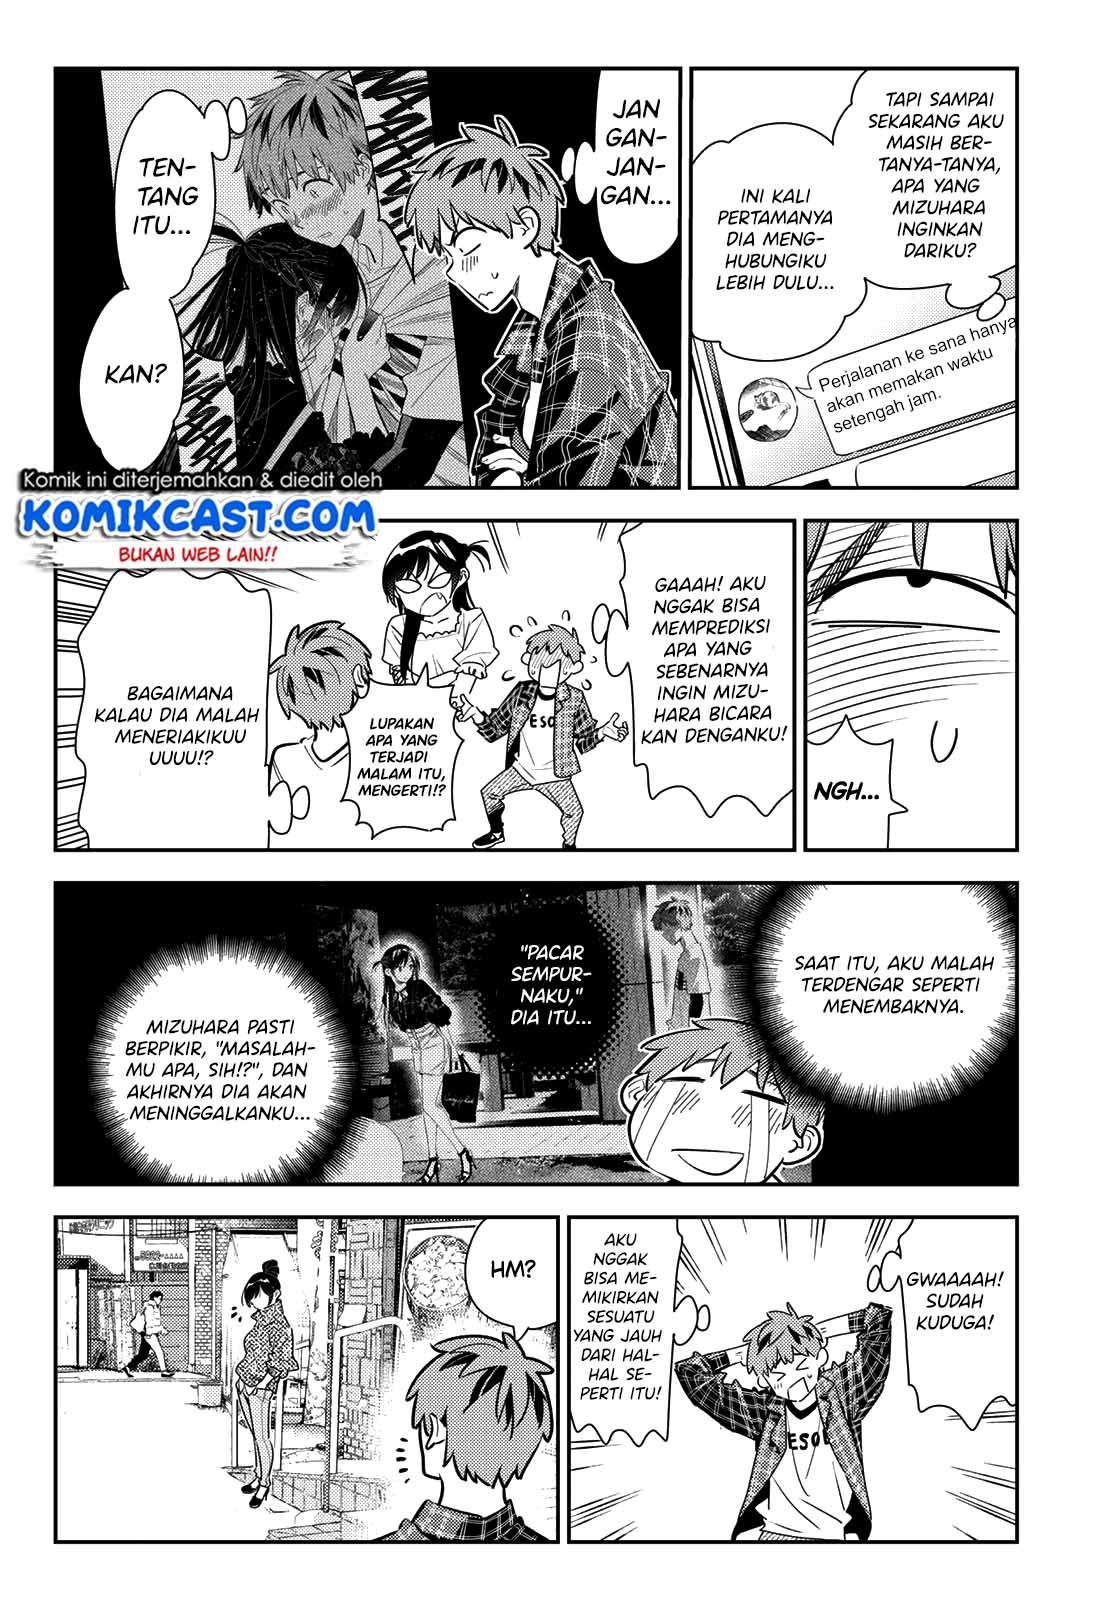 TAPI SAMPAI
SEKARANG AKU
MASIH BER-
TANYA-TANYA,
APA YANG
MIZUHARA
INGINKAN
DARIKU?
INI KALI
PERTAMANYA
DIA MENG-
HUBUNGIKU
LEBIH DULU...
Perjalanan ke sana hanya
akan memakan waktu
setengah jam.
JAN
GAN-
JAN-
GAN...
TEN-
TANG
ITU...
KAN?
Komik ini diterjemahkan & diedit oleh
KOMIKCAST.COM
BUKAN WEB LAIN!!
NGH...
GAAAH! AKU
NGGAK BISA
MEMPREDIKSI
APA YANG
SEBENARNYA
INGIN MIZU-
HARA BICARA
KAN DENGANKU!
ESO
LUPAKAN
APA YANG
TERJADI
MALAM ITU,
MENGERTI!?
BAGAIMANA
KALAU DIA MALAH
MENERIAKIKUU
UUUU!?
SAAT ITU, AKU MALAH
TERDENGAR SEPERTI
MENEMBAKNYA.
"PACAR
SEMPUR-
NAKU,"
DIA ITU...
MIZUHARA PASTI
BERPIKIR, "MASALAH-
MU APA, SIH!?", DAN
AKHIRNYA DIA AKAN
MENINGGALKANKU...
GWAAAAH!
SUDAH
KUDUGA!
AKU
NGGAK
BISA ME-
MIKIRKAN
SESUATU
YANG JAUH
DARI HAL-
HAL SE-
PERTI ITU!
ESO
HM?